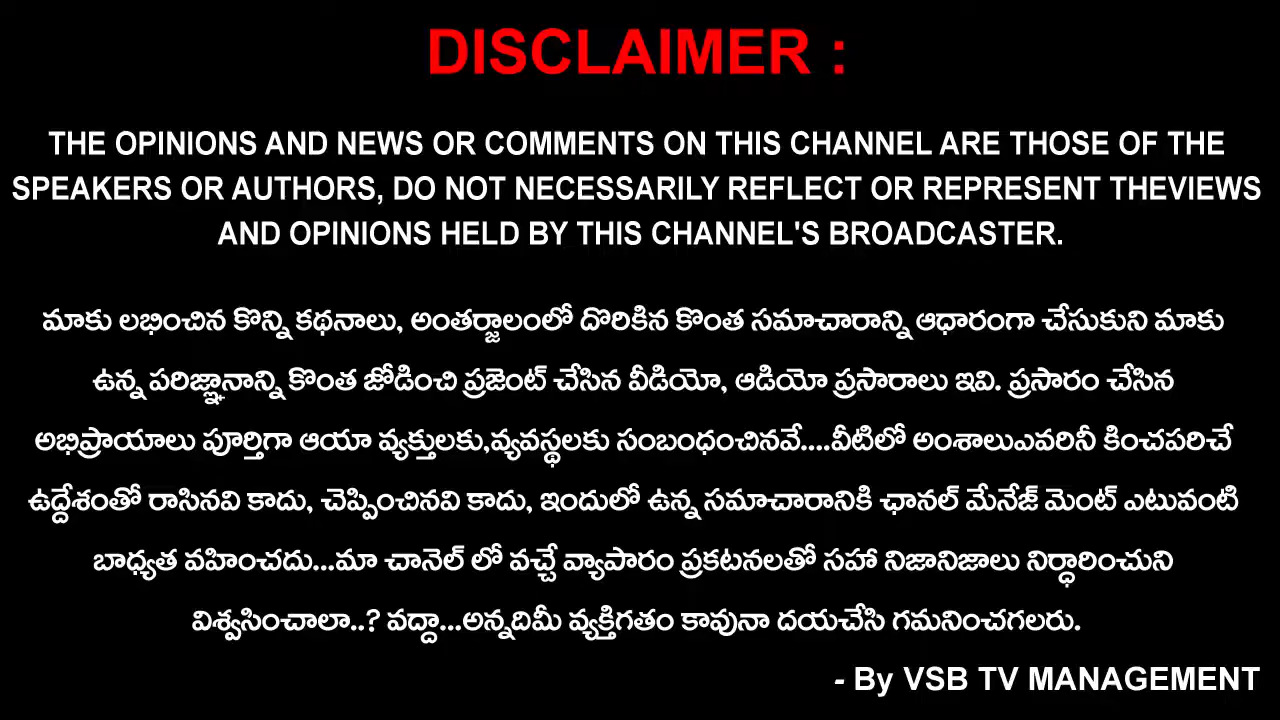 DISCLAIMER :
THE OPINIONS AND NEWS OR COMMENTS ON THIS CHANNEL ARE THOSE OF THE
SPEAKERS OR AUTHORS, DO NOT NECESSARILY REFLECT OR REPRESENT THEVIEWS
AND OPINIONS HELD BY THIS CHANNEL'S BROADCASTER.
మాకు లభించిన కొన్ని కథనాలు, అంతర్జాలంలో దొరికిన కొంత సమాచారాన్ని ఆధారంగా చేసుకుని మాకు
ఉన్న పరిజ్ఞానాన్ని కొంత జోడించి ప్రజెంట్ చేసిన వీడియో, ఆడియో ప్రసారాలు ఇవి. ప్రసారం చేసిన
అభిప్రాయాలు పూర్తిగా ఆయా వ్యక్తులకు,వ్యవస్థలకు సంబంధంచినవే....వీటిలో అంశాలుఎవరినీ కించపరిచే
ఉద్దేశంతో రాసినవి కాదు, చెప్పించినవి కాదు, ఇందులో ఉన్న సమాచారానికి ఛానల్ మేనేజ్ మెంట్ ఎటువంటి
బాధ్యత వహించదు...మా చానెల్ లో వచ్చే వ్యాపారం ప్రకటనలతో సహా నిజానిజాలు నిర్ధారించుని
విశ్వసించాలా..? వద్దా...అన్నదిమీ వ్యక్తిగతం కావునా దయచేసి గమనించగలరు.
- By VSB TV MANAGEMENT